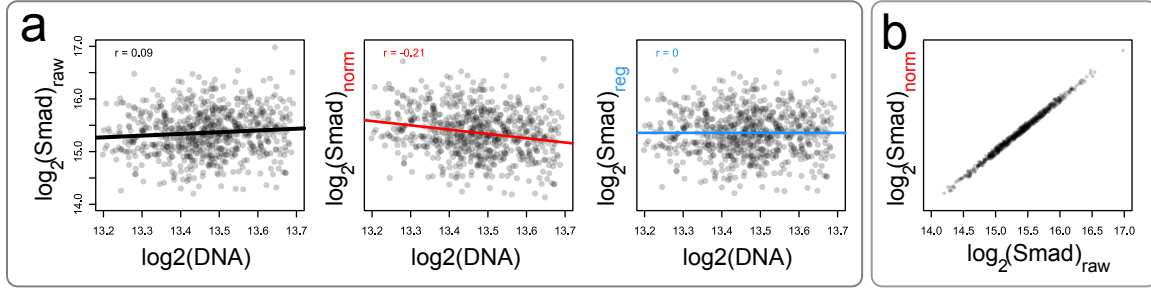 a
log₂(Smad)raw
17.0
16.0
15.0
14.0
r = 0.09
13.2 13.3 13.4 13.5 13.6 13.7
log2(DNA)
log₂(Smad)norm
r = -0.21
13.2 13.3 13.4 13.5 13.6 13.7
log2(DNA)
log₂(Smad)reg
r = 0
13.2 13.3 13.4 13.5 13.6 13.7
log2(DNA)
b
log₂(Smad)norm
14.0 14.5 15.0 15.5 16.0 16.5 17.0
log₂(Smad)raw